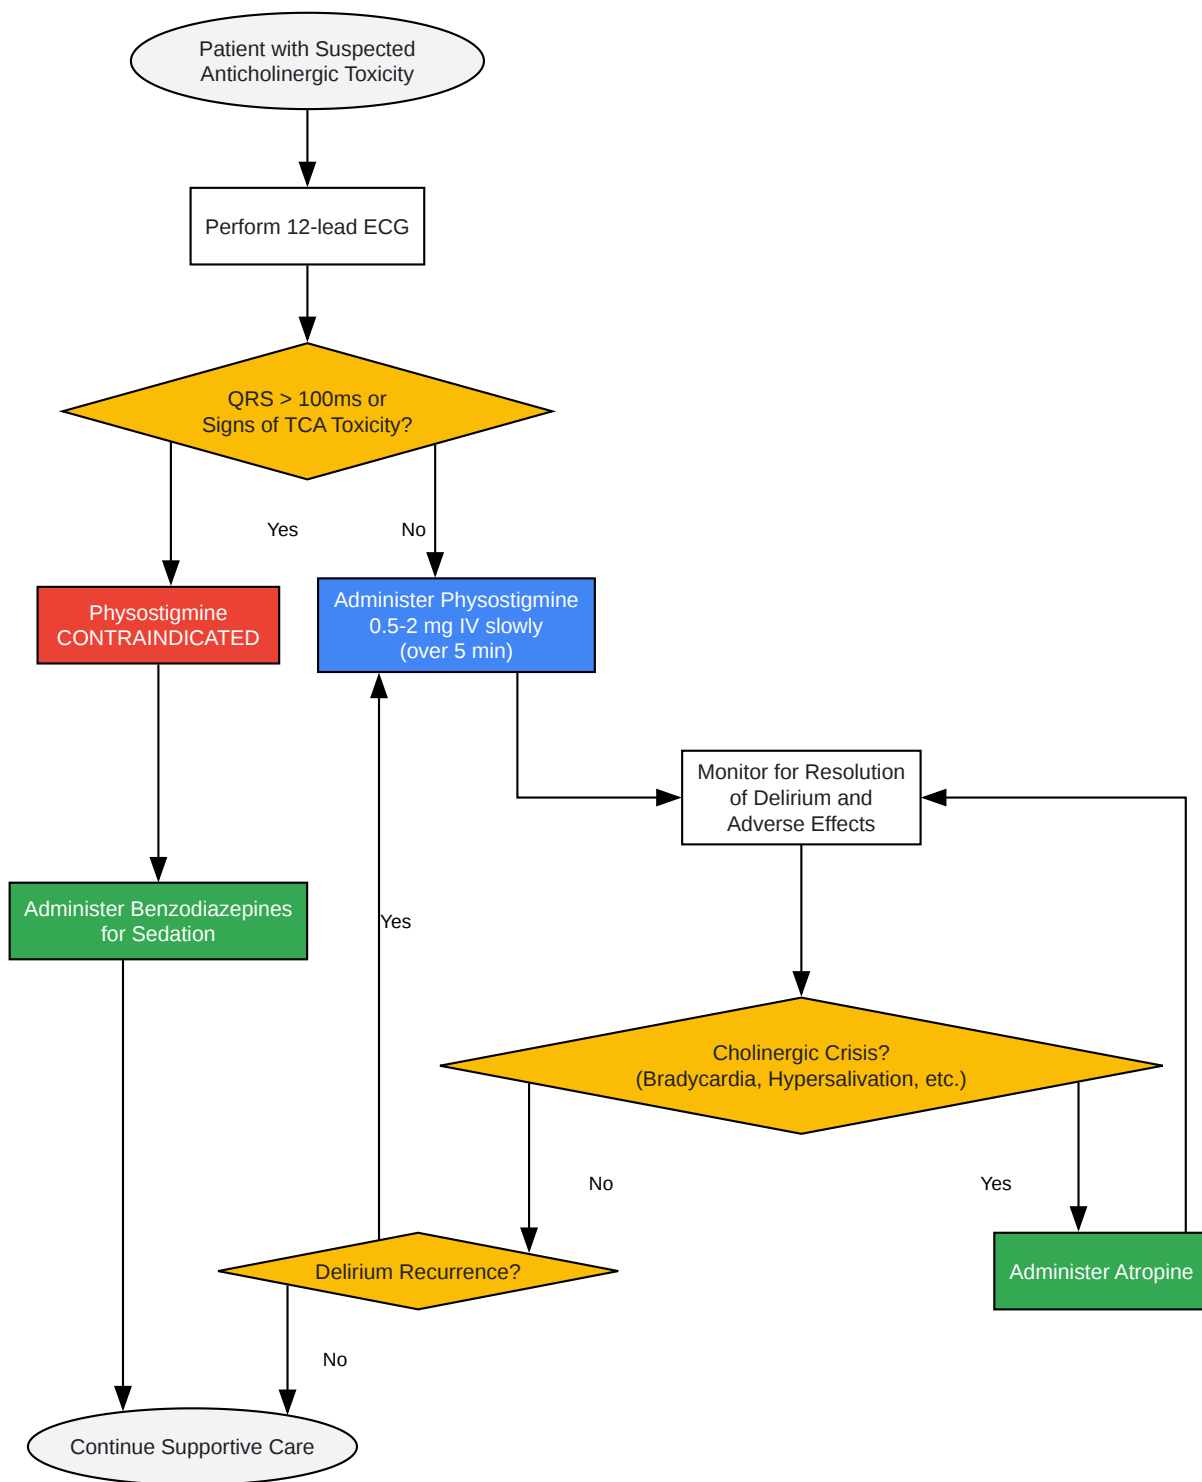 Patient with Suspected
Anticholinergic Toxicity
Perform 12-lead ECG
QRS > 100ms or
Signs of TCA Toxicity?
Yes
No
Physostigmine
CONTRAINDICATED
Administer Physostigmine
0.5-2 mg IV slowly
(over 5 min)
Monitor for Resolution
of Delirium and
Adverse Effects
Administer Benzodiazepines
for Sedation
Yes
Cholinergic Crisis?
(Bradycardia, Hypersalivation, etc.)
No
Yes
Delirium Recurrence?
Administer Atropine
No
Continue Supportive Care